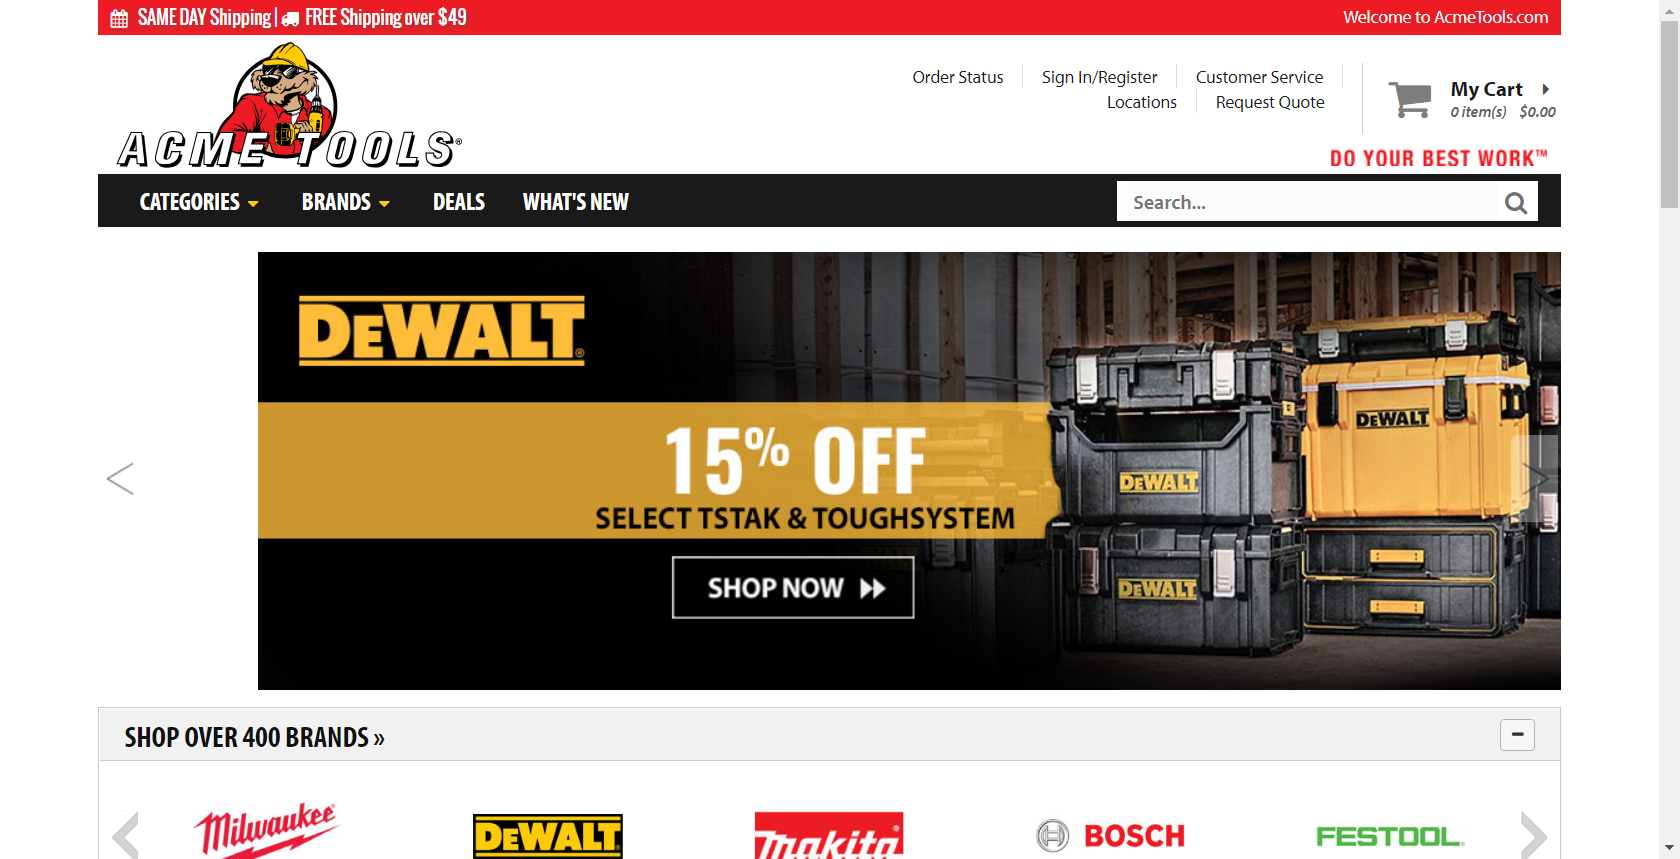 SAME DAY Shipping | FREE Shipping over $49
Welcome to AcmeTools.com
ACME TOOLS®
Order Status
Sign In/Register
Customer Service
Locations
Request Quote
My Cart
0 item(s) $0.00
DO YOUR BEST WORK™
CATEGORIES
BRANDS
DEALS
WHAT'S NEW
Search...
DEWALT®
15% OFF
SELECT TSTAK & TOUGHSYSTEM
SHOP NOW
DEWALT
DEWALT
DEWALT
SHOP OVER 400 BRANDS »
Milwaukee®
DEWALT
makita®
BOSCH
FESTOOL